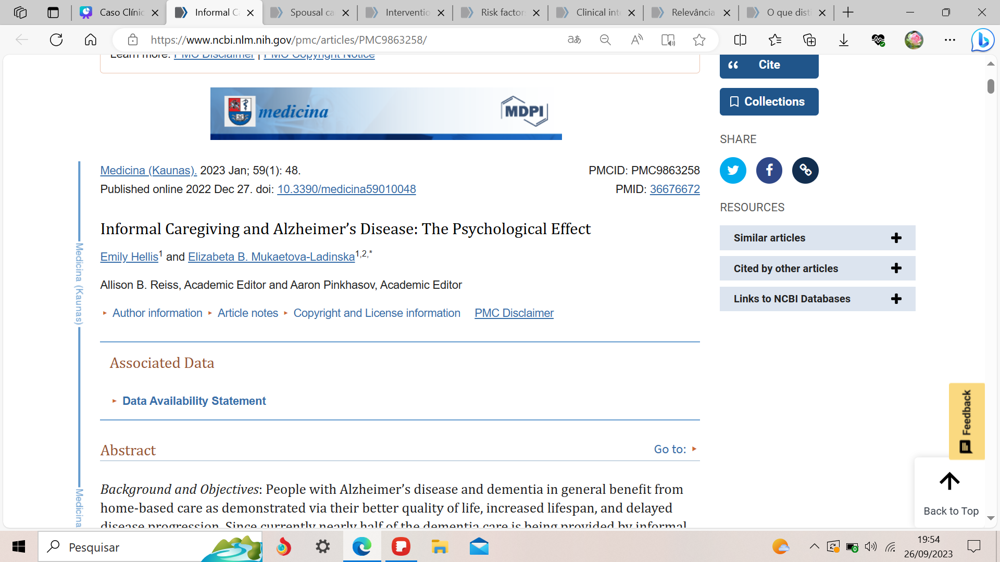 Caso Clínic
Informal C
Spousal ca
Interventio
Risk factor
Clinical int
Relevância
O que disti
https://www.ncbi.nlm.nih.gov/pmc/articles/PMC9863258/
Learn more: PMC Disclaimer | PMC Copyright Notice
medicina
MDPI
Medicina (Kaunas). 2023 Jan; 59(1): 48.
PMCID: PMC9863258
Published online 2022 Dec 27. doi: 10.3390/medicina59010048
PMID: 36676672
Informal Caregiving and Alzheimer’s Disease: The Psychological Effect
Emily Hellis1 and Elizabeta B. Mukaetova-Ladinska1,2,*
Allison B. Reiss, Academic Editor and Aaron Pinkhasov, Academic Editor
Author information Article notes Copyright and License information PMC Disclaimer
Associated Data
Data Availability Statement
Abstract
Go to:
Background and Objectives: People with Alzheimer’s disease and dementia in general benefit from
home-based care as demonstrated via their better quality of life, increased lifespan, and delayed
disease progression. Since currently nearly half of the dementia care is being provided by informal
Medicina (Kaunas)
Medicina
Cite
Collections
SHARE
RESOURCES
Similar articles
Cited by other articles
Links to NCBI Databases
Feedback
Back to Top
Pesquisar
19:54
26/09/2023